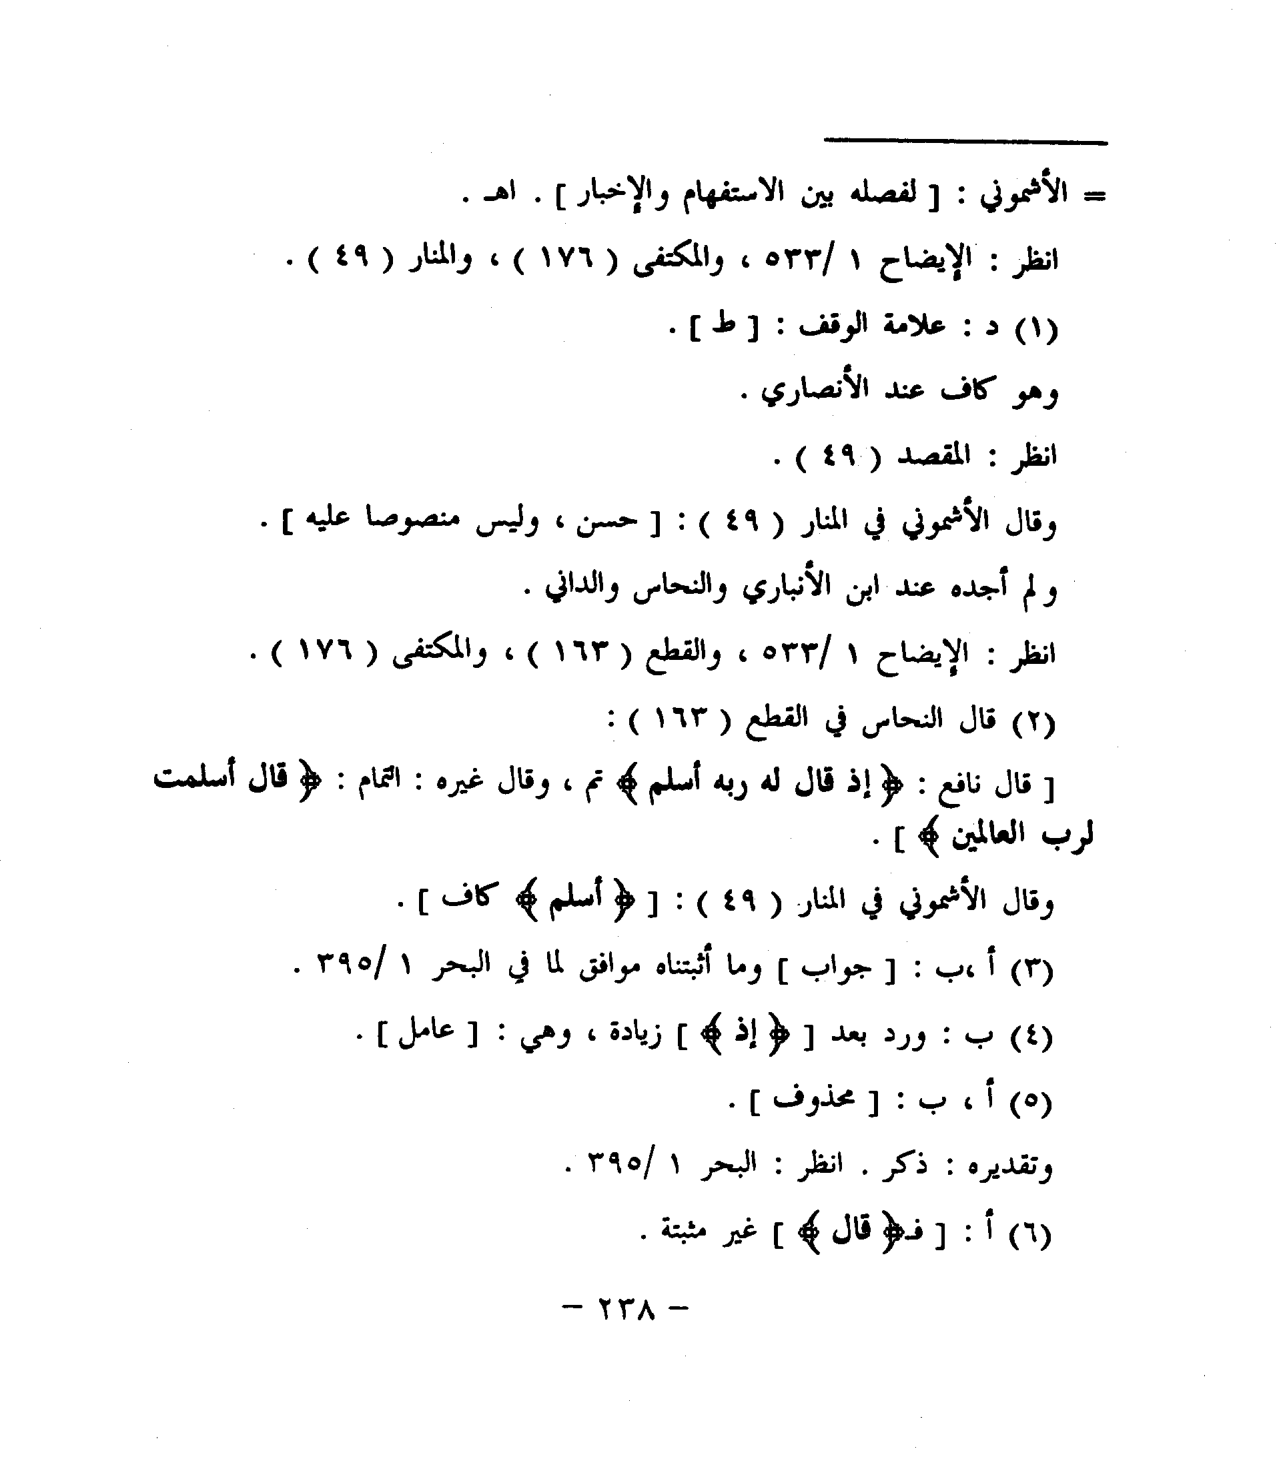 = الأشموني : [ لفصله بين الاستفهام والإخبار ] . اهـ .
انظر : الإيضاح ١ /٥٣٣ ، والمكتفى ( ١٧٦ ) ، والمنار ( ٤٩ ) .
(١) د : علامة الوقف : [ ط ] .
وهو كاف عند الأنصاري .
انظر : المقصد ( ٤٩ ) .
وقال الأشموني في المنار ( ٤٩ ) : [ حسن ، وليس منصوصا عليه ] .
و لم أجده عند ابن الأنباري والنحاس والداني .
انظر : الإيضاح ١ /٥٣٣ ، والقطع ( ١٦٣ ) ، والمكتفى ( ١٧٦ ) .
(٢) قال النحاس في القطع ( ١٦٣ ) :
[ قال نافع : ﴿ إذ قال له ربه أسلم ﴾ تم ، وقال غيره : التمام : ﴿ قال أسلمت
لرب العالمين ﴾ ] .
وقال الأشموني في المنار ( ٤٩ ) : [ ﴿ أسلم ﴾ كاف ] .
(٣) أ ،ب : [ جواب ] وما أثبتناه موافق لما في البحر ١ /٣٩٥ .
(٤) ب : ورد بعد [ ﴿ إذ ﴾ ] زيادة ، وهي : [ عامل ] .
(٥) أ ، ب : [ محذوف ] .
وتقديره : ذكر . انظر : البحر ١ /٣٩٥ .
(٦) أ : [ فـ﴿ قال ﴾ ] غير مثبتة .
– ٢٣٨ –